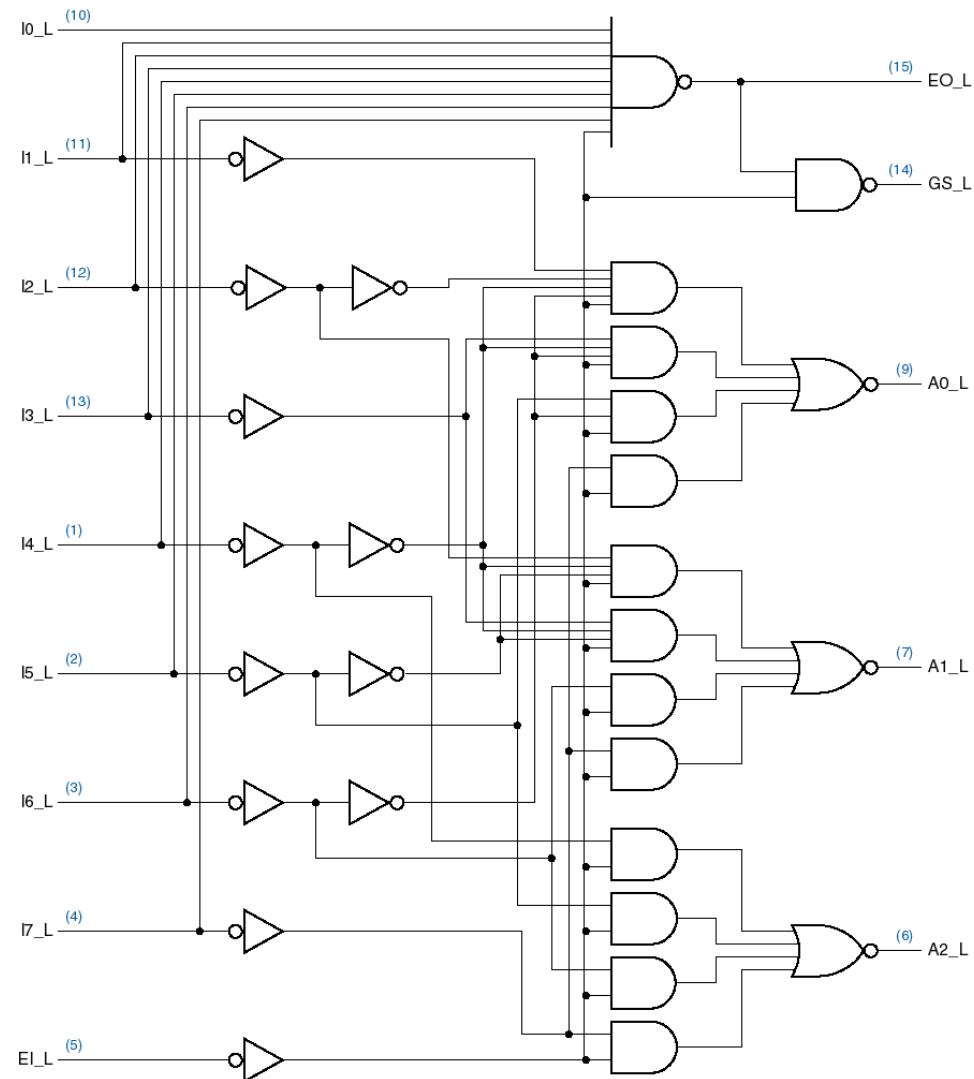 I0_L (10)
(15) EO_L
I1_L (11)
(14) GS_L
I2_L (12)
(9) A0_L
I3_L (13)
I4_L (1)
I5_L (2)
(7) A1_L
I6_L (3)
I7_L (4)
(6) A2_L
EI_L (5)